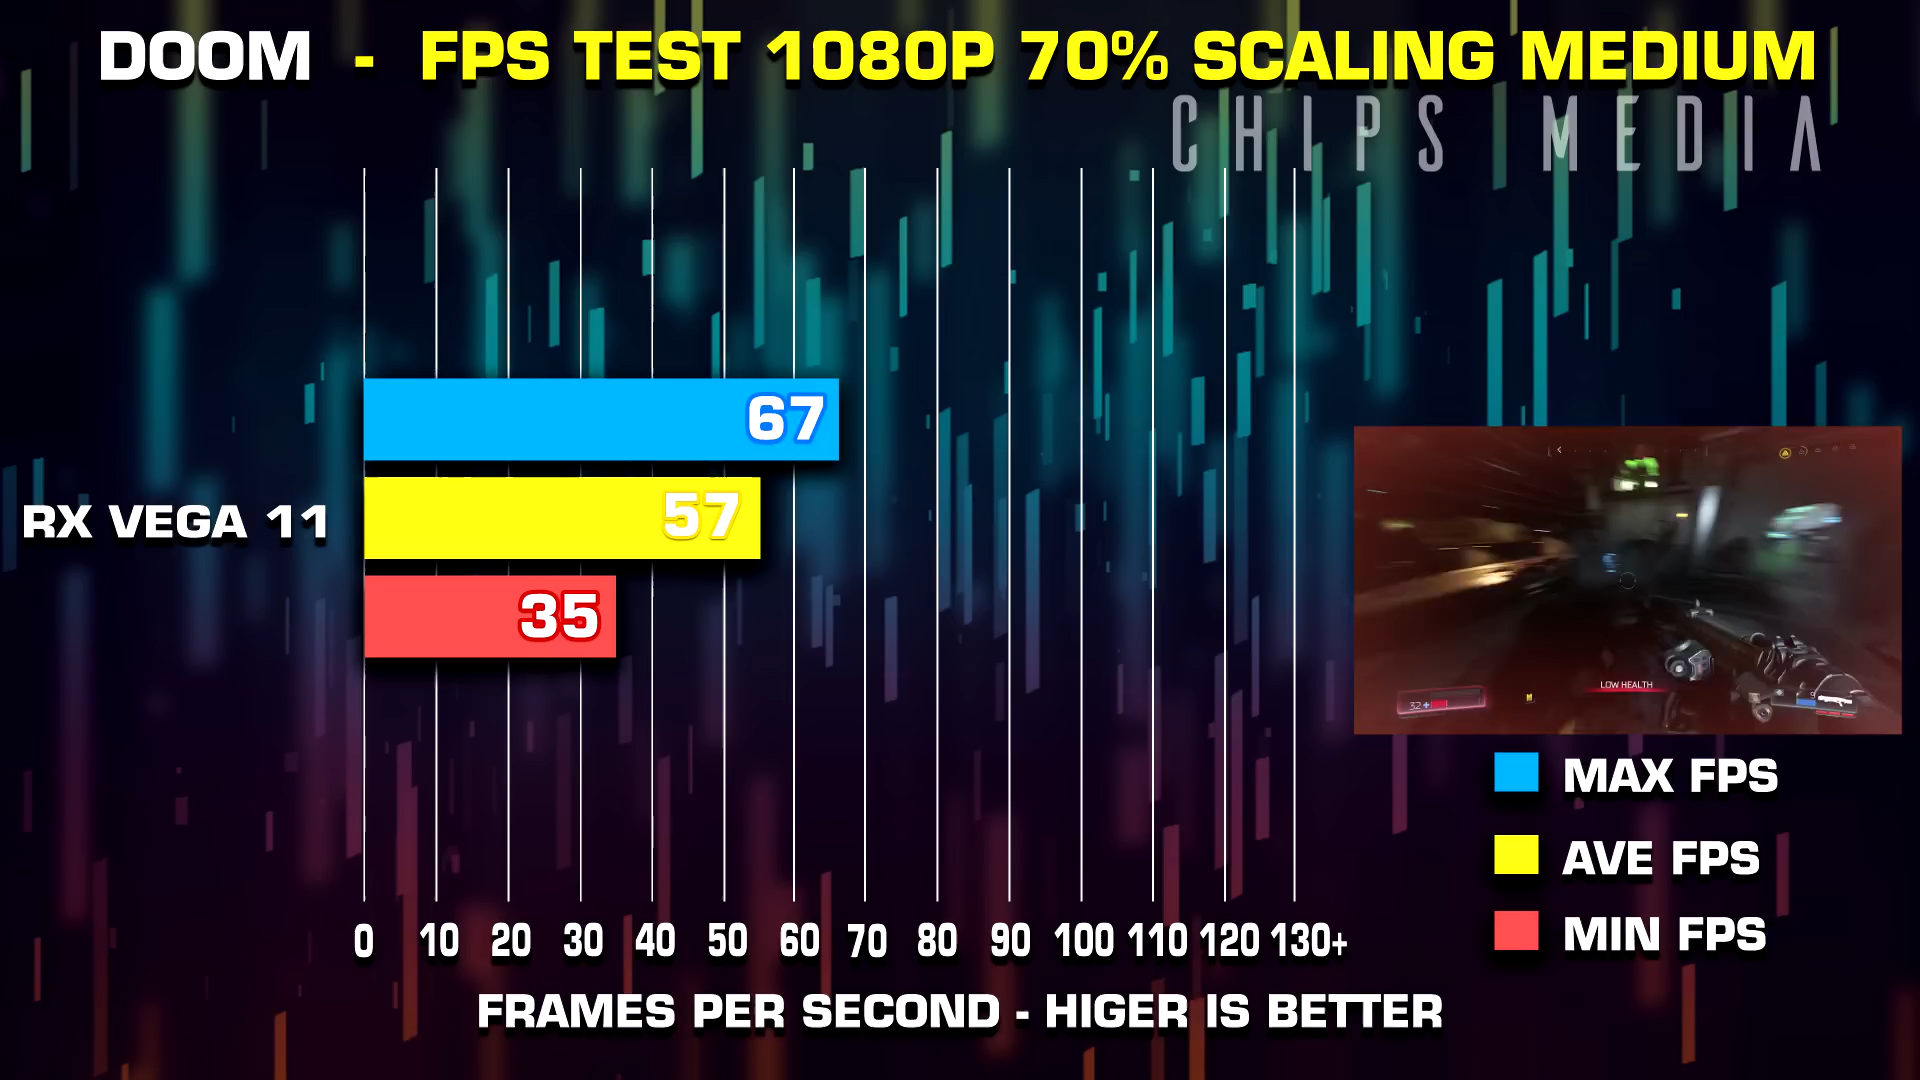 DOOM - FPS TEST 1080P 70% SCALING MEDIUM
CHIPS MEDIA
67
57
RX VEGA 11
35
LOW HEALTH
32
9
MAX FPS
AVE FPS
MIN FPS
0 10 20 30 40 50 60 70 80 90 100 110 120 130+
FRAMES PER SECOND - HIGER IS BETTER